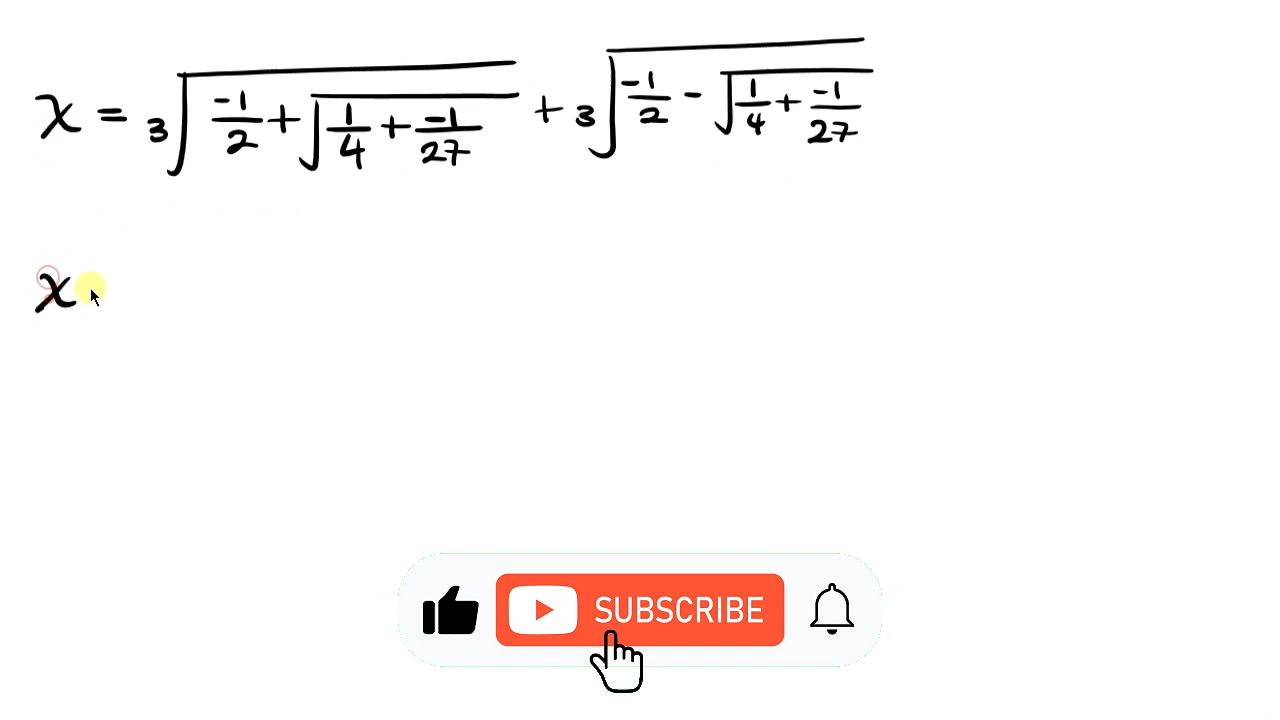 x = ∛(-1/2 + √(1/4 + -1/27)) + ∛(-1/2 - √(1/4 + -1/27))
x
SUBSCRIBE